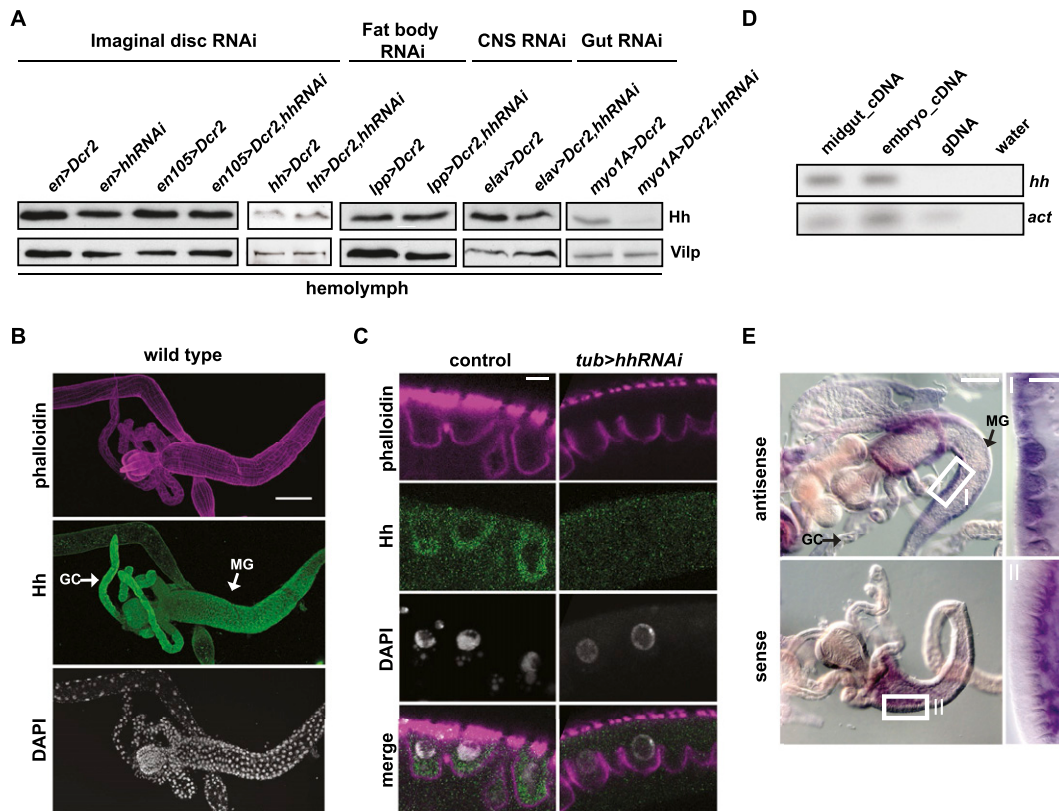 A
Imaginal disc RNAi
Fat body
RNAi
CNS RNAi
Gut RNAi
en>Dcr2
en>hhRNAi
en105>Dcr2
en105>Dcr2,hhRNAi
hh>Dcr2
hh>Dcr2,hhRNAi
lpp>Dcr2
lpp>Dcr2,hhRNAi
elav>Dcr2
elav>Dcr2,hhRNAi
myo1A>Dcr2
myo1A>Dcr2,hhRNAi
Hh
Vilp
hemolymph
D
midgut_cDNA
embryo_cDNA
gDNA
water
hh
act
B
wild type
phalloidin
Hh
GC
MG
DAPI
C
control
tub>hhRNAi
phalloidin
Hh
DAPI
merge
E
antisense
MG
I
GC
I
sense
II
II